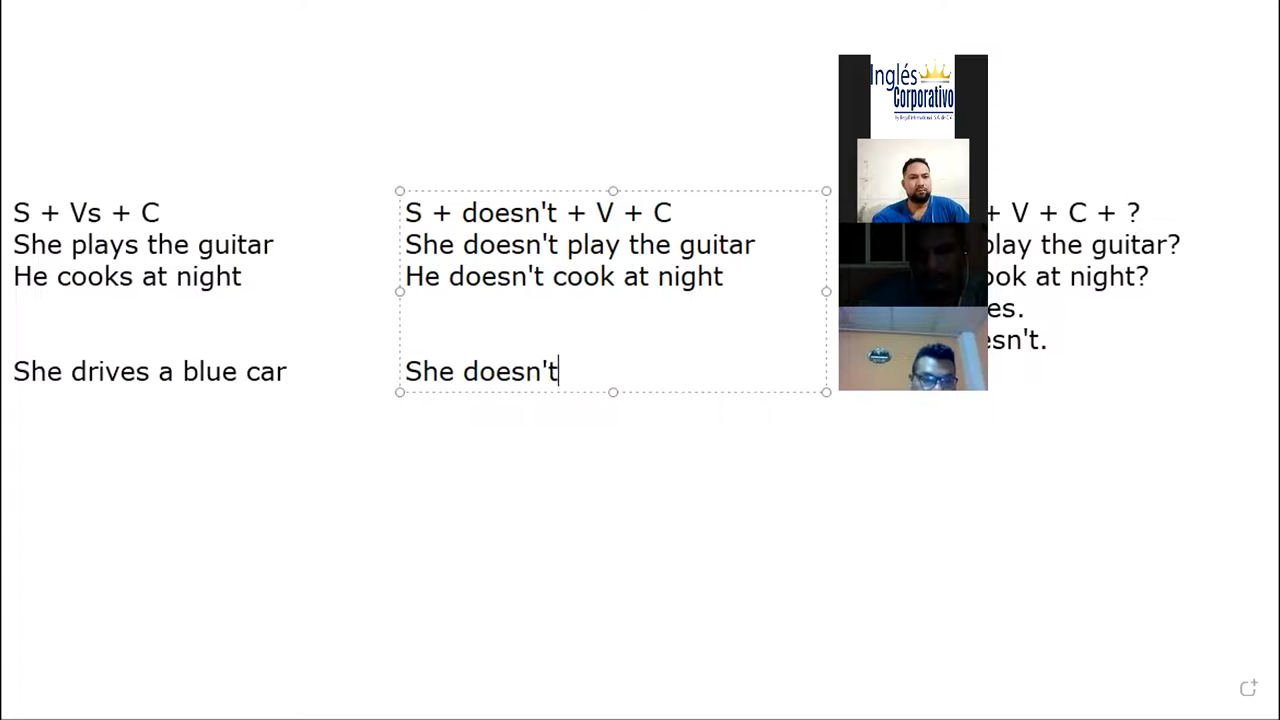 Inglés
Corporativo
S + Vs + C
She plays the guitar
He cooks at night
She drives a blue car
S + doesn't + V + C
She doesn't play the guitar
He doesn't cook at night
She doesn't
+ V + C + ?
play the guitar?
ook at night?
es.
esn't.